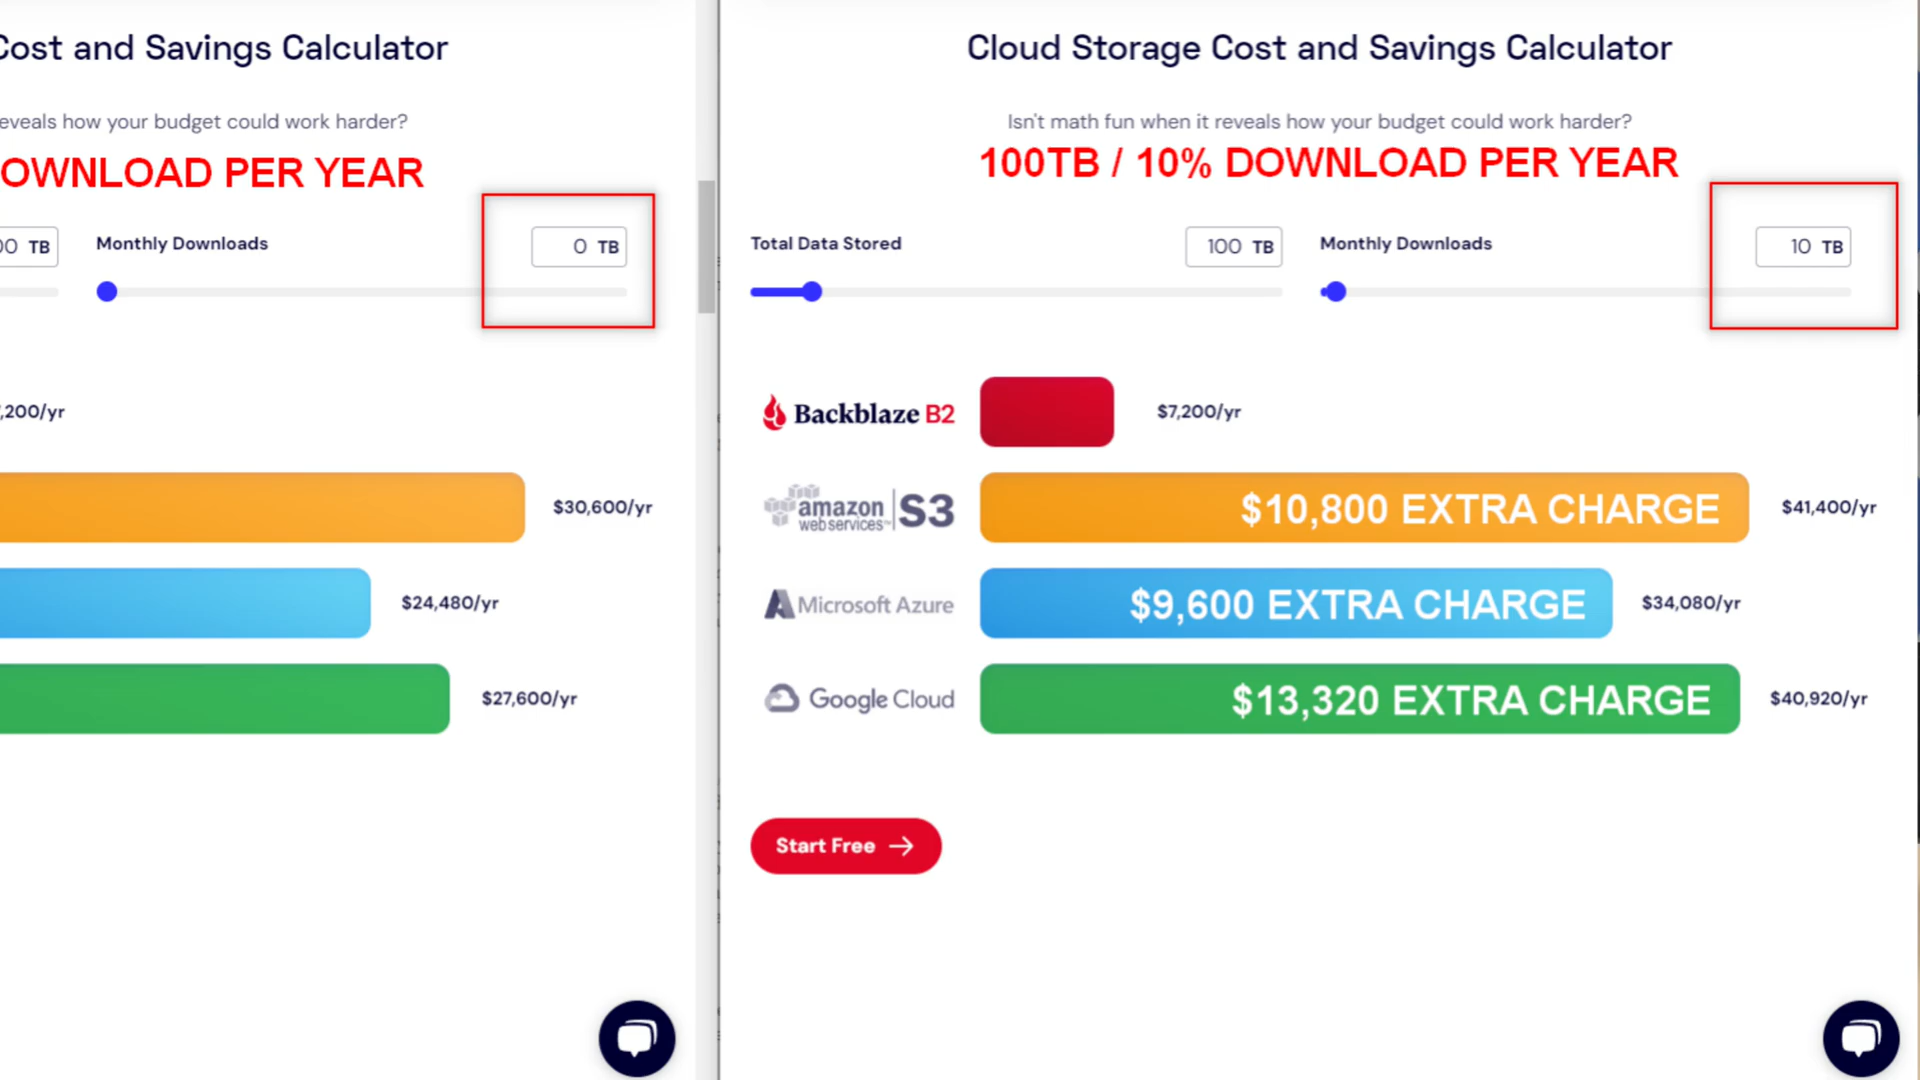 Cost and Savings Calculator
eveals how your budget could work harder?
OWNLOAD PER YEAR
00 TB
Monthly Downloads
0 TB
,200/yr
$30,600/yr
$24,480/yr
$27,600/yr
Cloud Storage Cost and Savings Calculator
Isn't math fun when it reveals how your budget could work harder?
100TB / 10% DOWNLOAD PER YEAR
Total Data Stored
100 TB
Monthly Downloads
10 TB
Backblaze B2
$7,200/yr
amazon
webservices™
S3
$10,800 EXTRA CHARGE
$41,400/yr
Microsoft Azure
$9,600 EXTRA CHARGE
$34,080/yr
Google Cloud
$13,320 EXTRA CHARGE
$40,920/yr
Start Free →